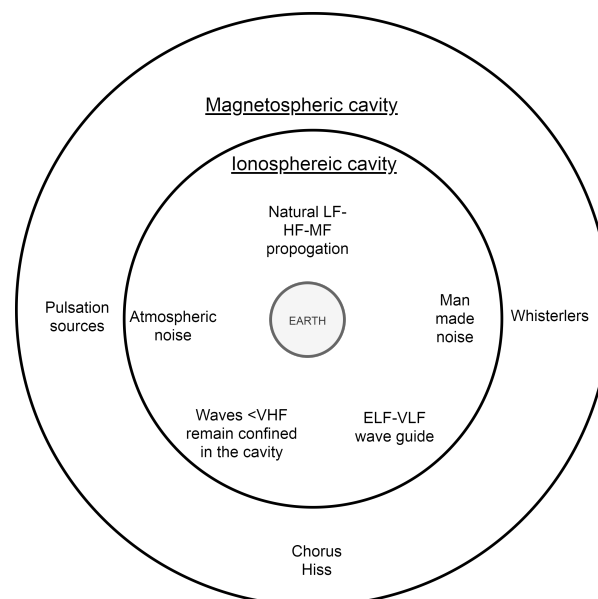 Magnetospheric cavity
Ionosphereic cavity
Natural LF-
HF-MF
propogation
Pulsation
sources
Atmospheric
noise
EARTH
Man
made
noise
Whisterlers
Waves <VHF
remain confined
in the cavity
ELF-VLF
wave guide
Chorus
Hiss